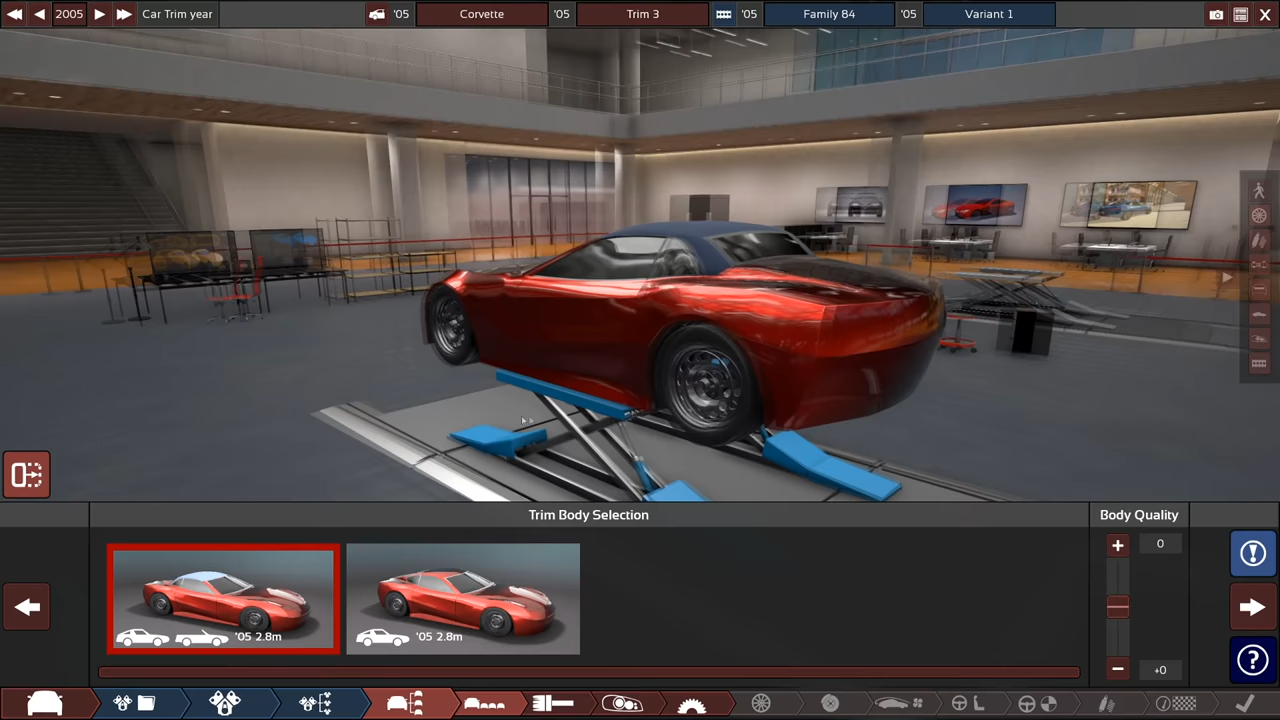 2005 Car Trim year '05 Corvette '05 Trim 3 '05 Family 84 '05 Variant 1 X
Trim Body Selection
Body Quality
+ 0
'05 2.8m
'05 2.8m
- +0
?